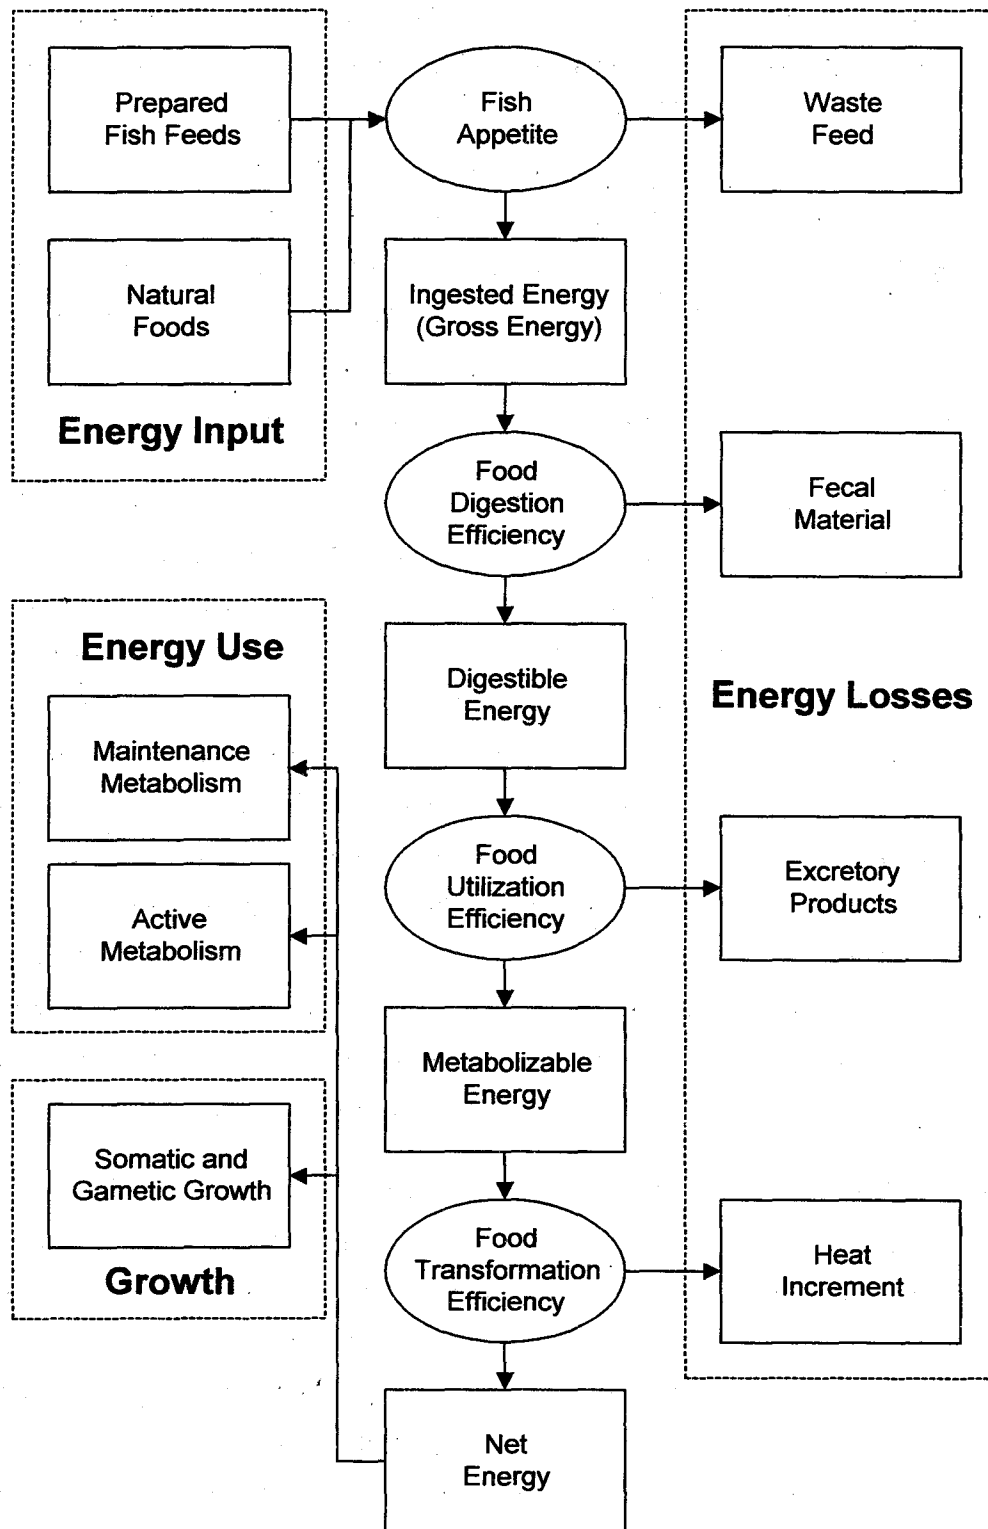 Prepared
Fish Feeds
Fish
Appetite
Waste
Feed
Natural
Foods
Ingested Energy
(Gross Energy)
Energy Input
Food
Digestion
Efficiency
Fecal
Material
Energy Use
Digestible
Energy
Energy Losses
Maintenance
Metabolism
Food
Utilization
Efficiency
Excretory
Products
Active
Metabolism
Metabolizable
Energy
Somatic and
Gametic Growth
Growth
Food
Transformation
Efficiency
Heat
Increment
Net
Energy